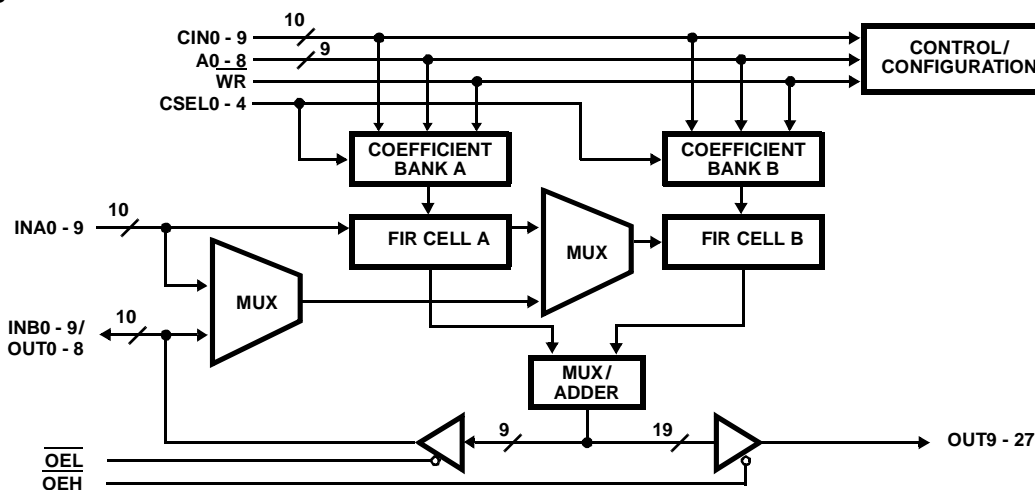 10
CIN0 - 9
9
A0 - 8
WR
CSEL0 - 4
CONTROL/
CONFIGURATION
COEFFICIENT
BANK A
COEFFICIENT
BANK B
10
INA0 - 9
FIR CELL A
MUX
FIR CELL B
MUX
10
INB0 - 9/
OUT0 - 8
MUX/
ADDER
9
19
OUT9 - 27
OEL
OEH